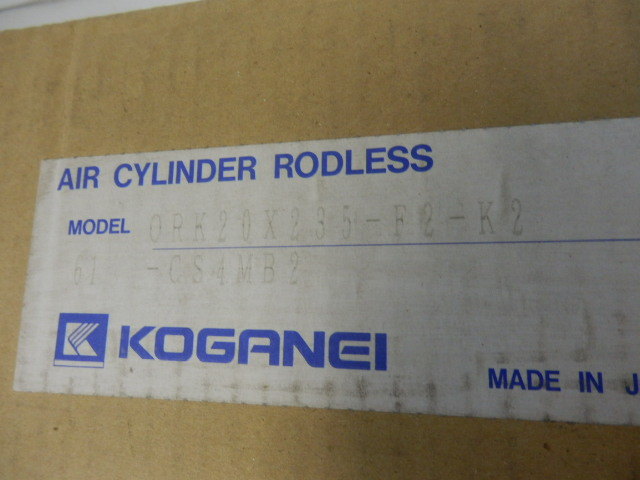 AIR CYLINDER RODLESS
MODEL ORK20X235-F2-K2
61 -CS4MB2
KOGANEI
MADE IN J